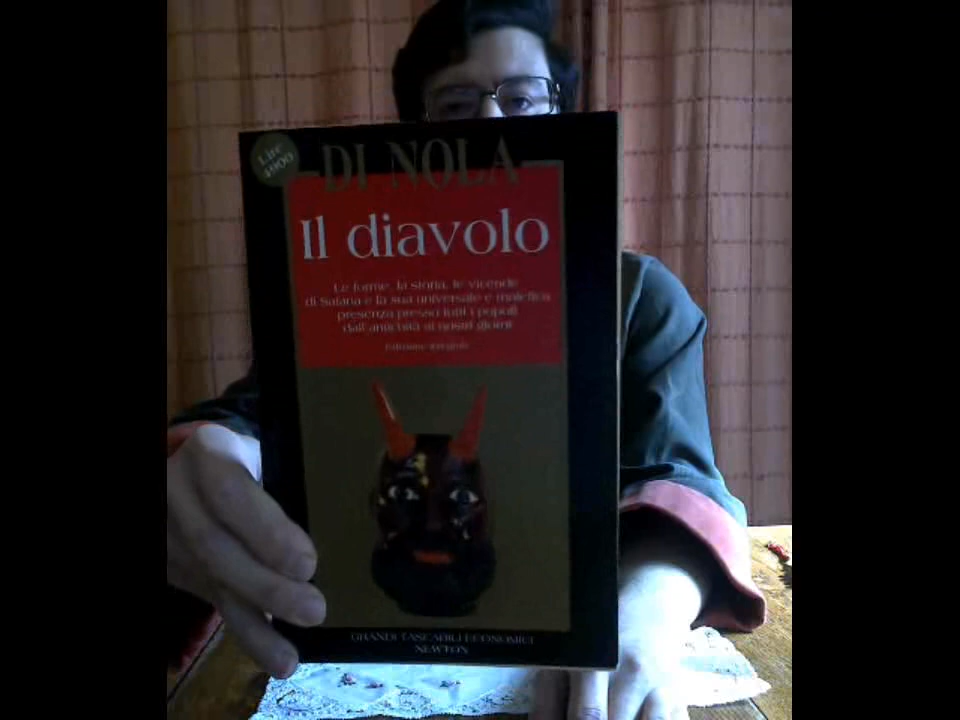 Lire
4900
DI NOLA
Il diavolo
Le forme, la storia, le vicende
di Satana e la sua universale e malefica
presenza presso tutti i popoli
dall'antichità ai nostri giorni
Edizione integrale
GRANDI TASCABILI ECONOMICI
NEWTON